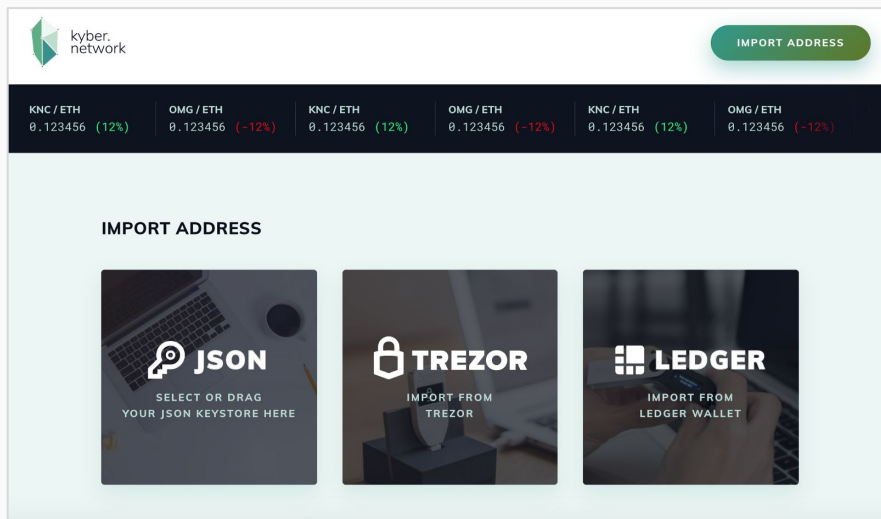 kyber.
network
IMPORT ADDRESS
KNC / ETH
0.123456 (12%)
OMG / ETH
0.123456 (-12%)
KNC / ETH
0.123456 (12%)
OMG / ETH
0.123456 (-12%)
KNC / ETH
0.123456 (12%)
OMG / ETH
0.123456 (-12%)
IMPORT ADDRESS
JSON
SELECT OR DRAG
YOUR JSON KEYSTORE HERE
TREZOR
IMPORT FROM
TREZOR
LEDGER
IMPORT FROM
LEDGER WALLET